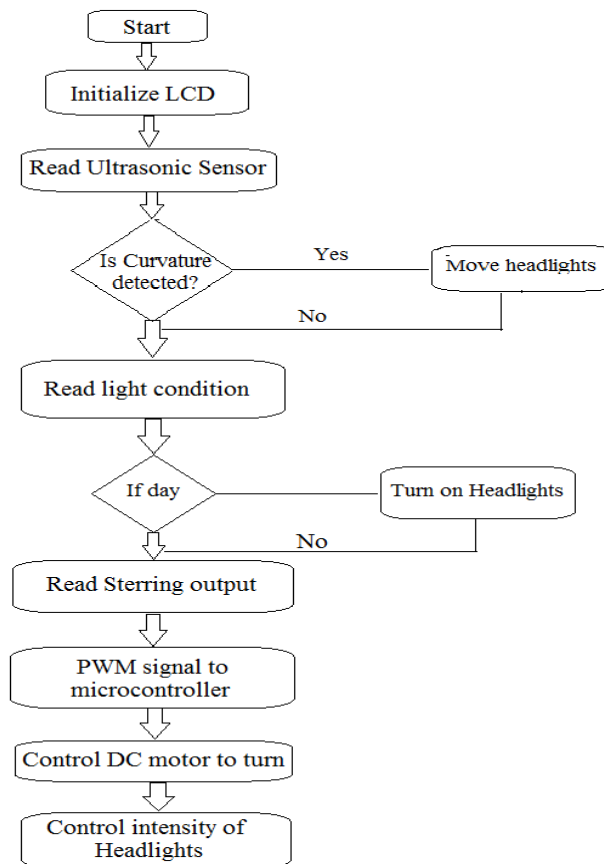 Start
Initialize LCD
Read Ultrasonic Sensor
Is Curvature
detected?
Yes
Move headlights
No
Read light condition
If day
Turn on Headlights
No
Read Sterring output
PWM signal to
microcontroller
Control DC motor to turn
Control intensity of
Headlights